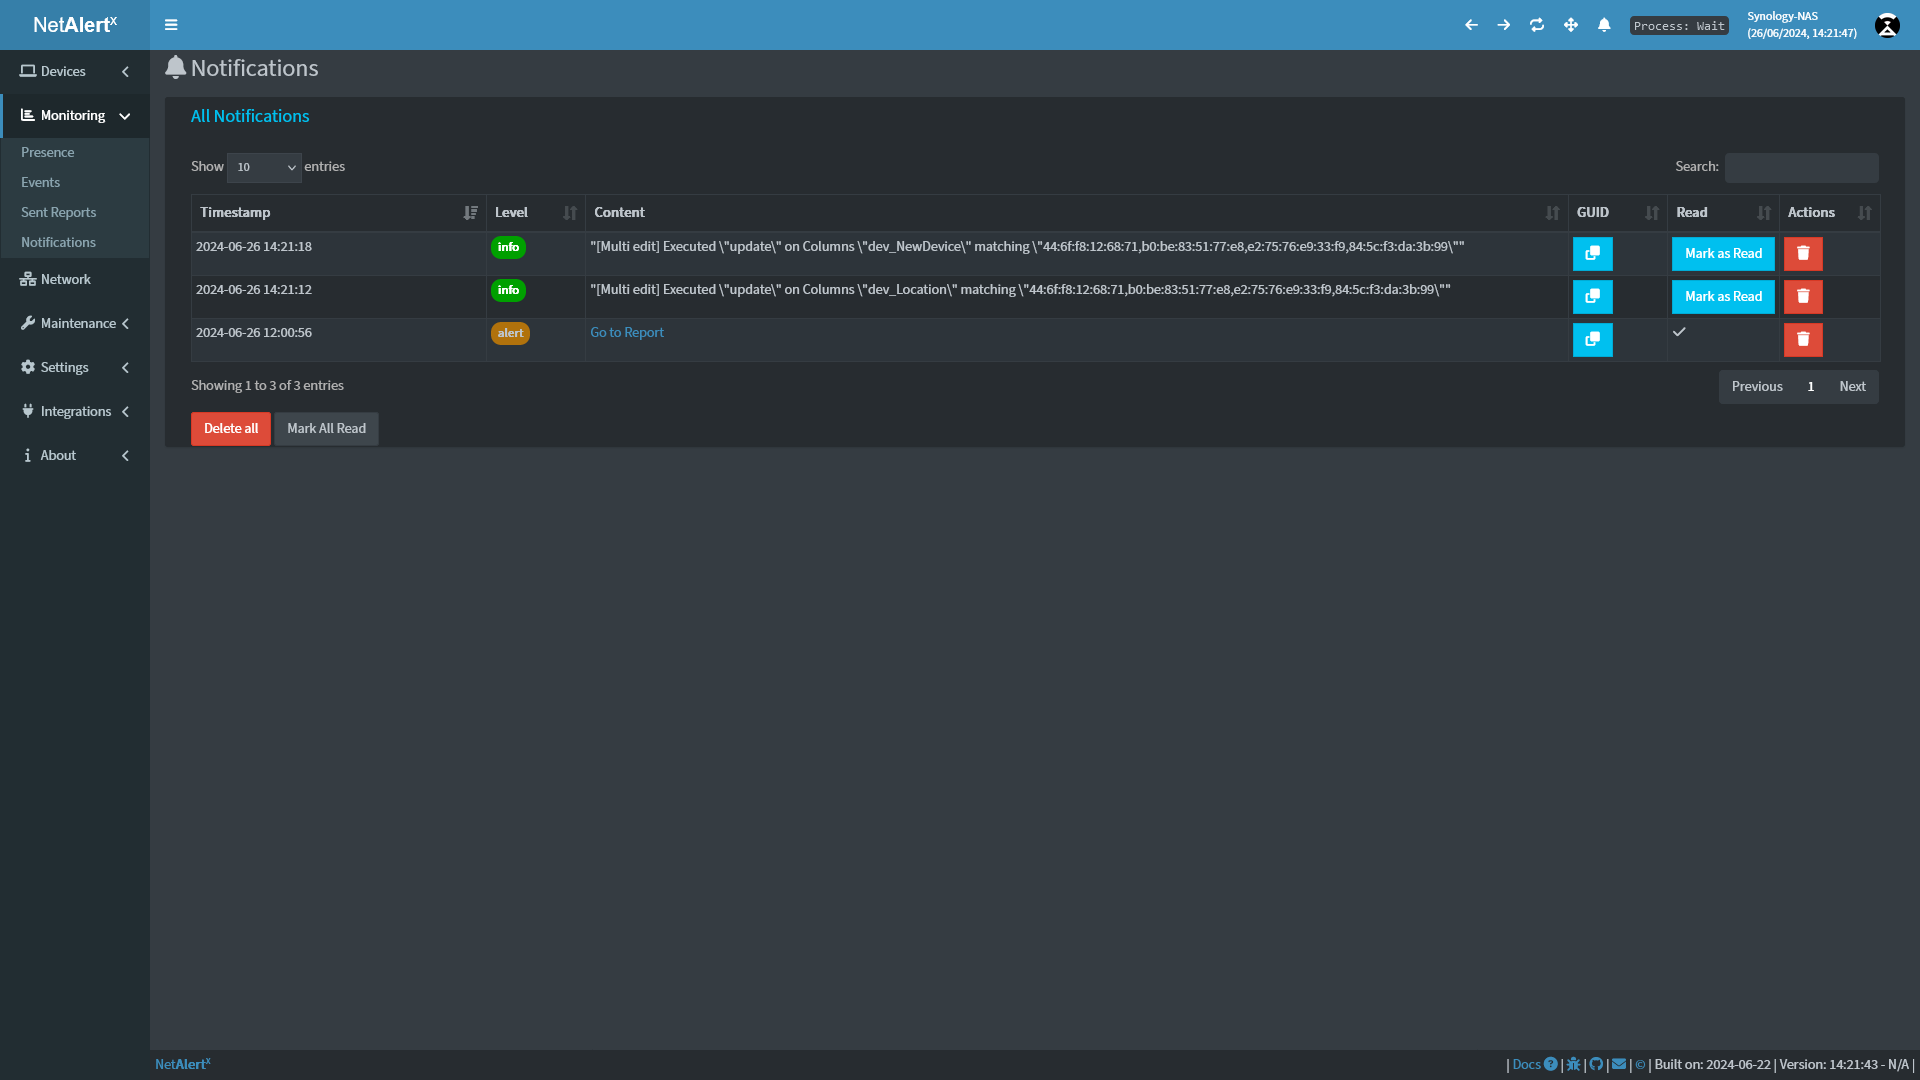 NetAlertx
Process: Wait
Synology-NAS
(26/06/2024, 14:21:47)
Devices
Monitoring
Presence
Events
Sent Reports
Notifications
Network
Maintenance
Settings
Integrations
About
Notifications
All Notifications
Show 10 entries
Search:
Timestamp Level Content GUID Read Actions
2024-06-26 14:21:18 info "[Multi edit] Executed \"update\" on Columns \"dev_NewDevice\" matching \"44:6f:f8:12:68:71,b0:be:83:51:77:e8,e2:75:76:e9:33:f9,84:5c:f3:da:3b:99\"" Mark as Read
2024-06-26 14:21:12 info "[Multi edit] Executed \"update\" on Columns \"dev_Location\" matching \"44:6f:f8:12:68:71,b0:be:83:51:77:e8,e2:75:76:e9:33:f9,84:5c:f3:da:3b:99\"" Mark as Read
2024-06-26 12:00:56 alert Go to Report
Showing 1 to 3 of 3 entries
Previous 1 Next
Delete all Mark All Read
NetAlertx
| Docs | | | | © | Built on: 2024-06-22 | Version: 14:21:43 - N/A |